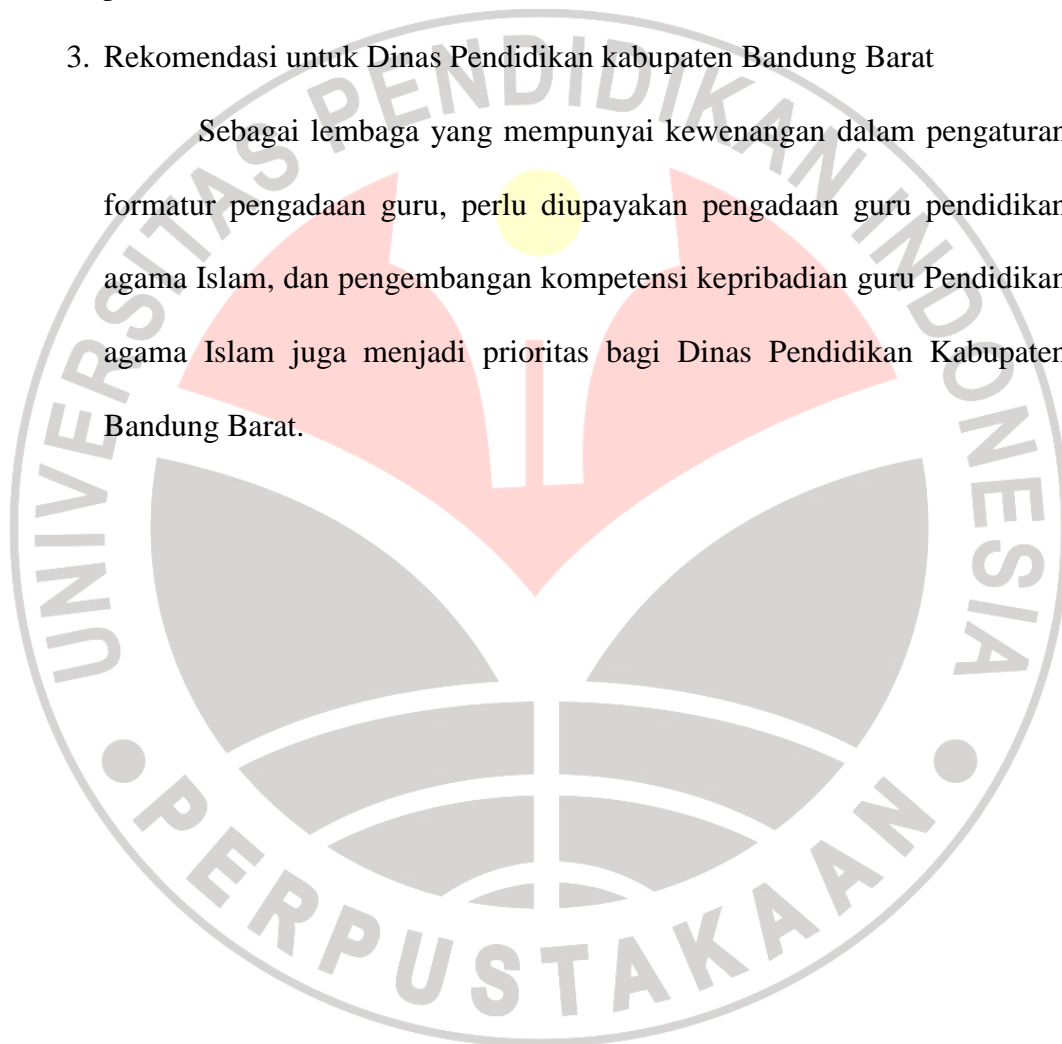 3. Rekomendasi untuk Dinas Pendidikan kabupaten Bandung Barat
Sebagai lembaga yang mempunyai kewenangan dalam pengaturan
formatur pengadaan guru, perlu diupayakan pengadaan guru pendidikan
agama Islam, dan pengembangan kompetensi kepribadian guru Pendidikan
agama Islam juga menjadi prioritas bagi Dinas Pendidikan Kabupaten
Bandung Barat.
UNIVERSITAS PENDIDIKAN INDONESIA
PERPUSTAKAAN